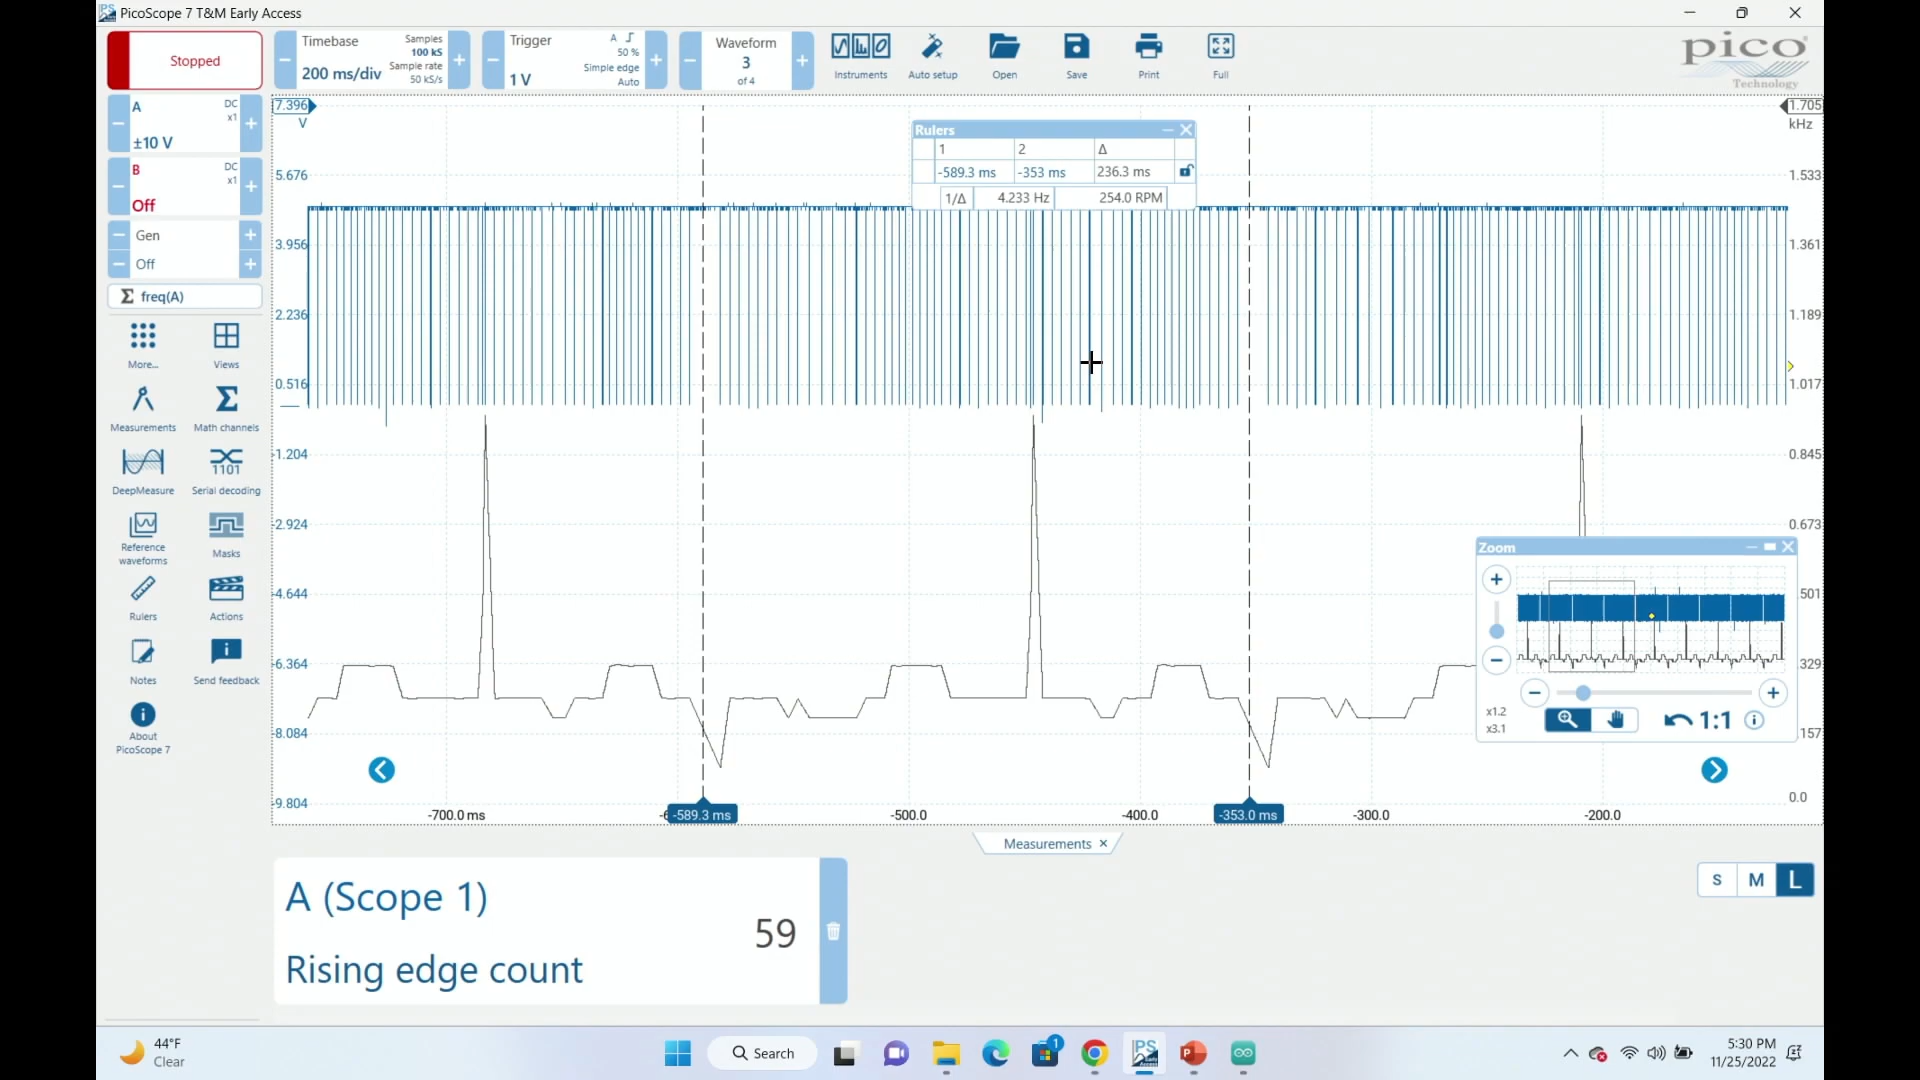 PicoScope 7 T&M Early Access
Stopped
Timebase
200 ms/div
Samples
100 kS
Sample rate
50 kS/s
Trigger
1 V
A
50 %
Simple edge
Auto
Waveform
3
of 4
Instruments
Auto setup
Open
Save
Print
Full
pico
Technology
A
DC
x1
±10 V
B
DC
x1
Off
Gen
Off
Σ freq(A)
More...
Views
Measurements
Math channels
DeepMeasure
1101
Serial decoding
Reference
waveforms
Masks
Rulers
Actions
Notes
Send feedback
About
PicoScope 7
7.396
V
5.676
3.956
2.236
0.516
-1.204
-2.924
-4.644
-6.364
-8.084
-9.804
1.705
kHz
1.533
1.361
1.189
1.017
0.845
0.673
501
329
157
0.0
Rulers
1 2 Δ
-589.3 ms -353 ms 236.3 ms
1/Δ 4.233 Hz 254.0 RPM
Zoom
x1.2
x3.1
1:1
-700.0 ms
-589.3 ms
-500.0
-400.0
-353.0 ms
-300.0
-200.0
Measurements ×
A (Scope 1)
Rising edge count
59
S M L
44°F
Clear
Search
1
PS
Early
Access
5:30 PM
11/25/2022